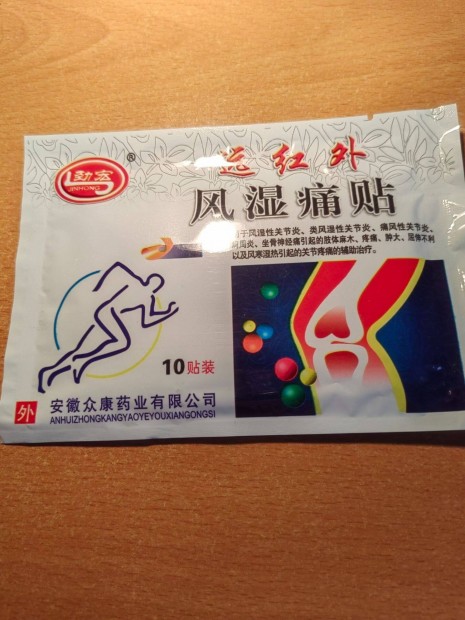 劲宏
JINHONG
®
远红外
风湿痛贴
用于风湿性关节炎、类风湿性关节炎、痛风性关节炎、
肩周炎、坐骨神经痛引起的肢体麻木、疼痛、肿大、屈伸不利
以及风寒湿热引起的关节疼痛的辅助治疗。
10贴装
外
安徽众康药业有限公司
ANHUIZHONGKANGYAOYEYOUXIANGONGSI